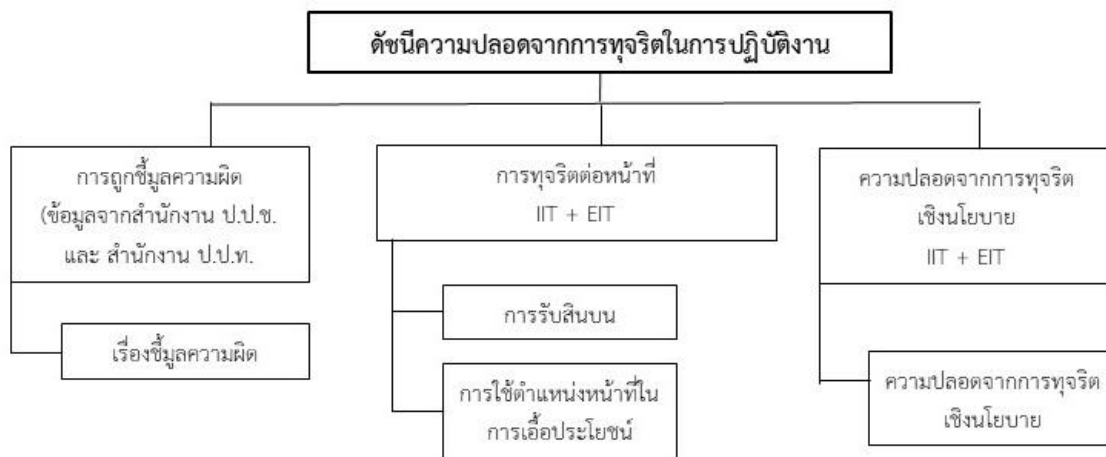 ดัชนีความปลอดจากการทุจริตในการปฏิบัติงาน
การถูกชี้มูลความผิด
(ข้อมูลจากสำนักงาน ป.ป.ช.
และ สำนักงาน ป.ป.ท.
เรื่องชี้มูลความผิด
การทุจริตต่อหน้าที่
IIT + EIT
การรับสินบน
การใช้ตำแหน่งหน้าที่ใน
การเอื้อประโยชน์
ความปลอดจากการทุจริต
เชิงนโยบาย
IIT + EIT
ความปลอดจากการทุจริต
เชิงนโยบาย